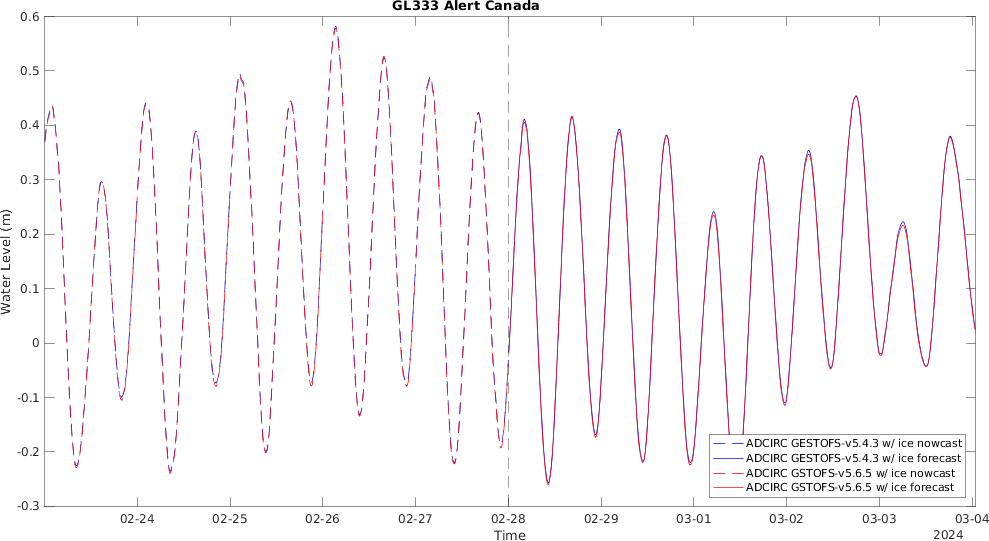 GL333 Alert Canada
0.6
0.5
0.4
0.3
0.2
0.1
0
-0.1
-0.2
-0.3
Water Level (m)
ADCIRC GESTOFS-v5.4.3 w/ ice nowcast
ADCIRC GESTOFS-v5.4.3 w/ ice forecast
ADCIRC GSTOFS-v5.6.5 w/ ice nowcast
ADCIRC GSTOFS-v5.6.5 w/ ice forecast
02-24 02-25 02-26 02-27 02-28 02-29 03-01 03-02 03-03 03-04
Time
2024